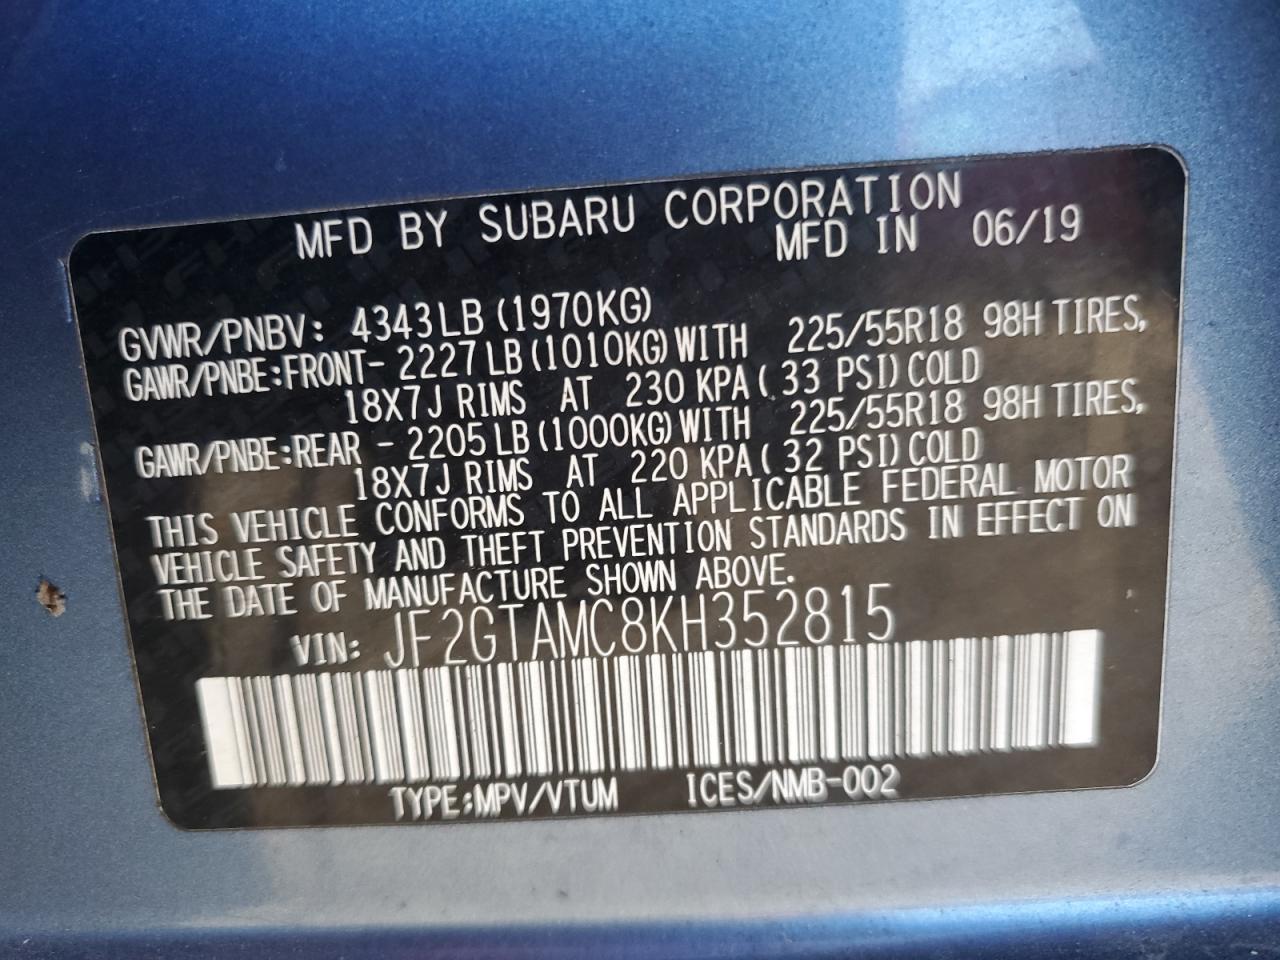 MFD BY SUBARU CORPORATION
MFD IN 06/19
GVWR/PNBV: 4343LB (1970KG)
GAWR/PNBE:FRONT- 2227LB (1010KG) WITH 225/55R18 98H TIRES,
18X7J RIMS AT 230 KPA( 33 PSI) COLD
GAWR/PNBE:REAR - 2205LB (1000KG) WITH 225/55R18 98H TIRES,
18X7J RIMS AT 220 KPA( 32 PSI) COLD
THIS VEHICLE CONFORMS TO ALL APPLICABLE FEDERAL MOTOR
VEHICLE SAFETY AND THEFT PREVENTION STANDARDS IN EFFECT ON
THE DATE OF MANUFACTURE SHOWN ABOVE.
VIN: JF2GTAMC8KH352815
TYPE:MPV/VTUM ICES/NMB-002